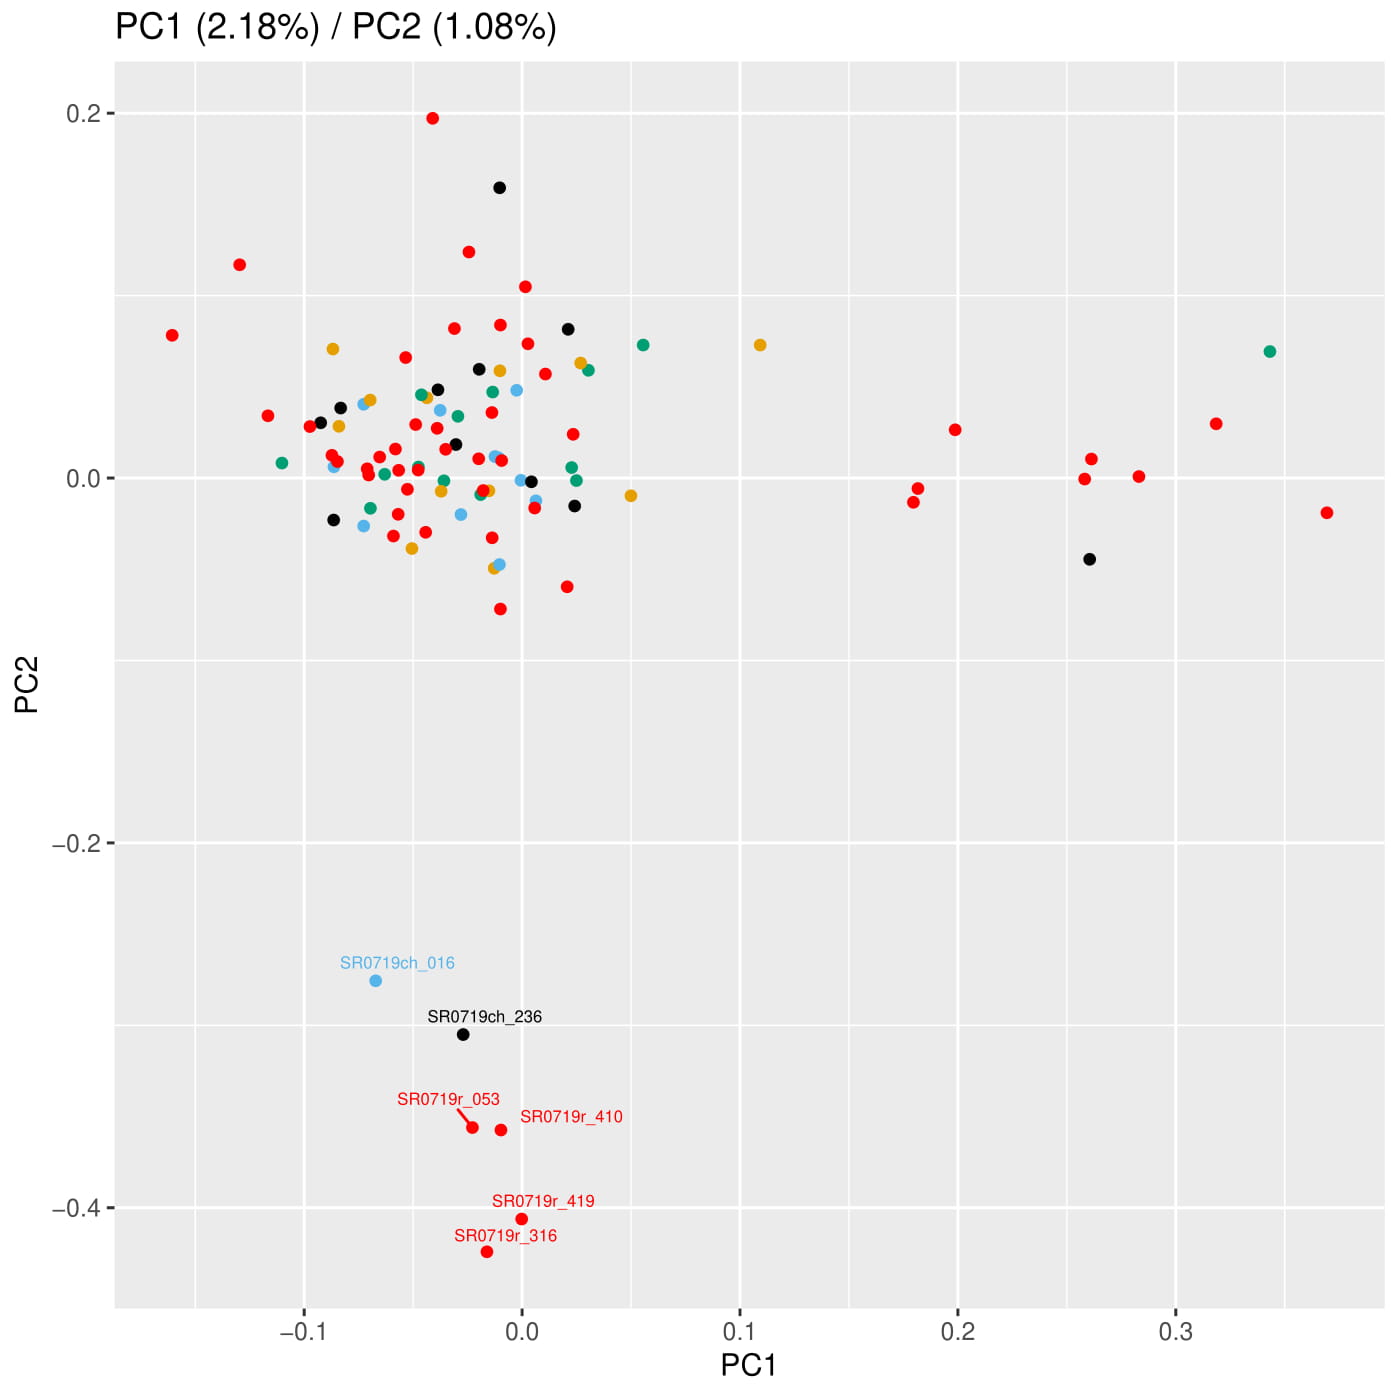 PC1 (2.18%) / PC2 (1.08%)
0.2
0.0
−0.2
−0.4
PC2
SR0719ch_016
SR0719ch_236
SR0719r_053
SR0719r_410
SR0719r_419
SR0719r_316
−0.1 0.0 0.1 0.2 0.3
PC1